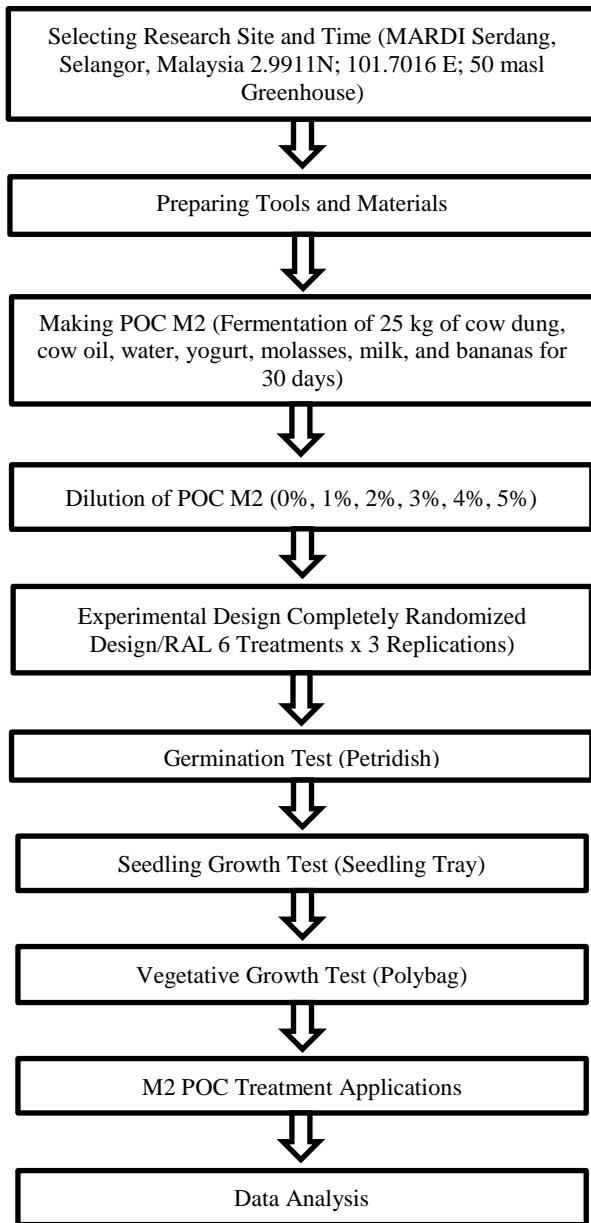 Selecting Research Site and Time (MARDI Serdang,
Selangor, Malaysia 2.9911N; 101.7016 E; 50 masl
Greenhouse)
Preparing Tools and Materials
Making POC M2 (Fermentation of 25 kg of cow dung,
cow oil, water, yogurt, molasses, milk, and bananas for
30 days)
Dilution of POC M2 (0%, 1%, 2%, 3%, 4%, 5%)
Experimental Design Completely Randomized
Design/RAL 6 Treatments x 3 Replications)
Germination Test (Petridish)
Seedling Growth Test (Seedling Tray)
Vegetative Growth Test (Polybag)
M2 POC Treatment Applications
Data Analysis